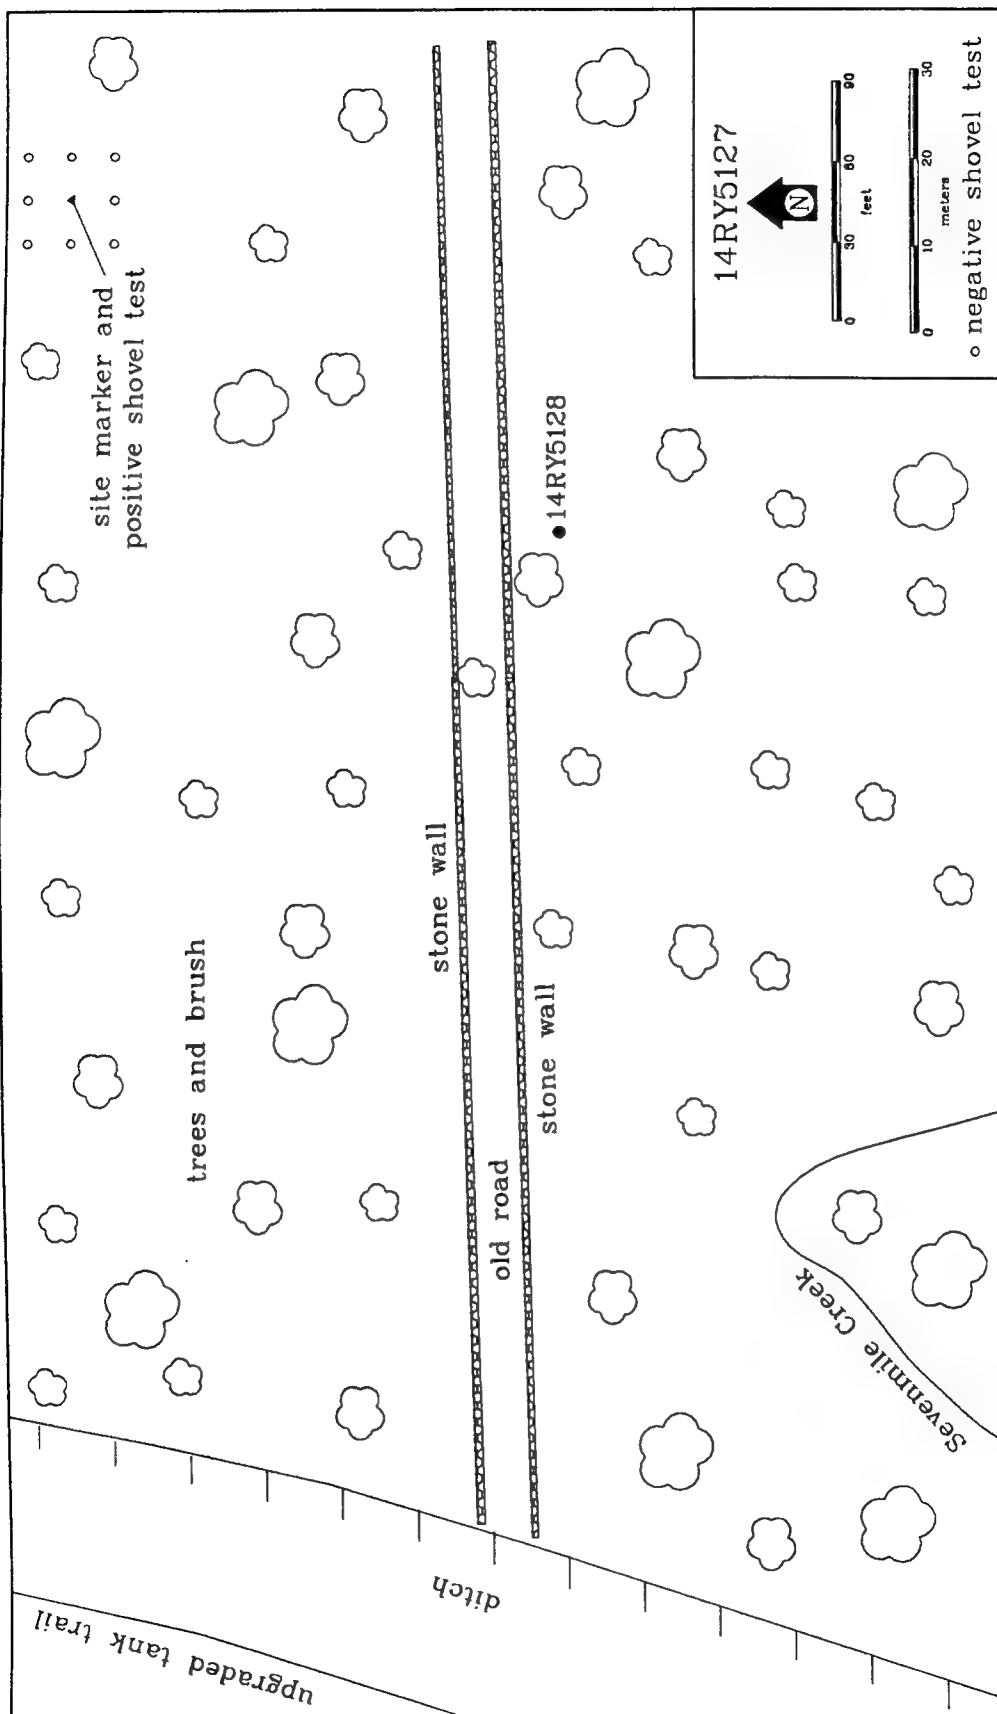 site marker and
positive shovel test
trees and brush
stone wall
stone wall
old road
14RY5128
ditch
upgraded tank trail
Sevenmile Creek
14RY5127
N
0 30 60 90
feet
0 10 20 30
meters
negative shovel test